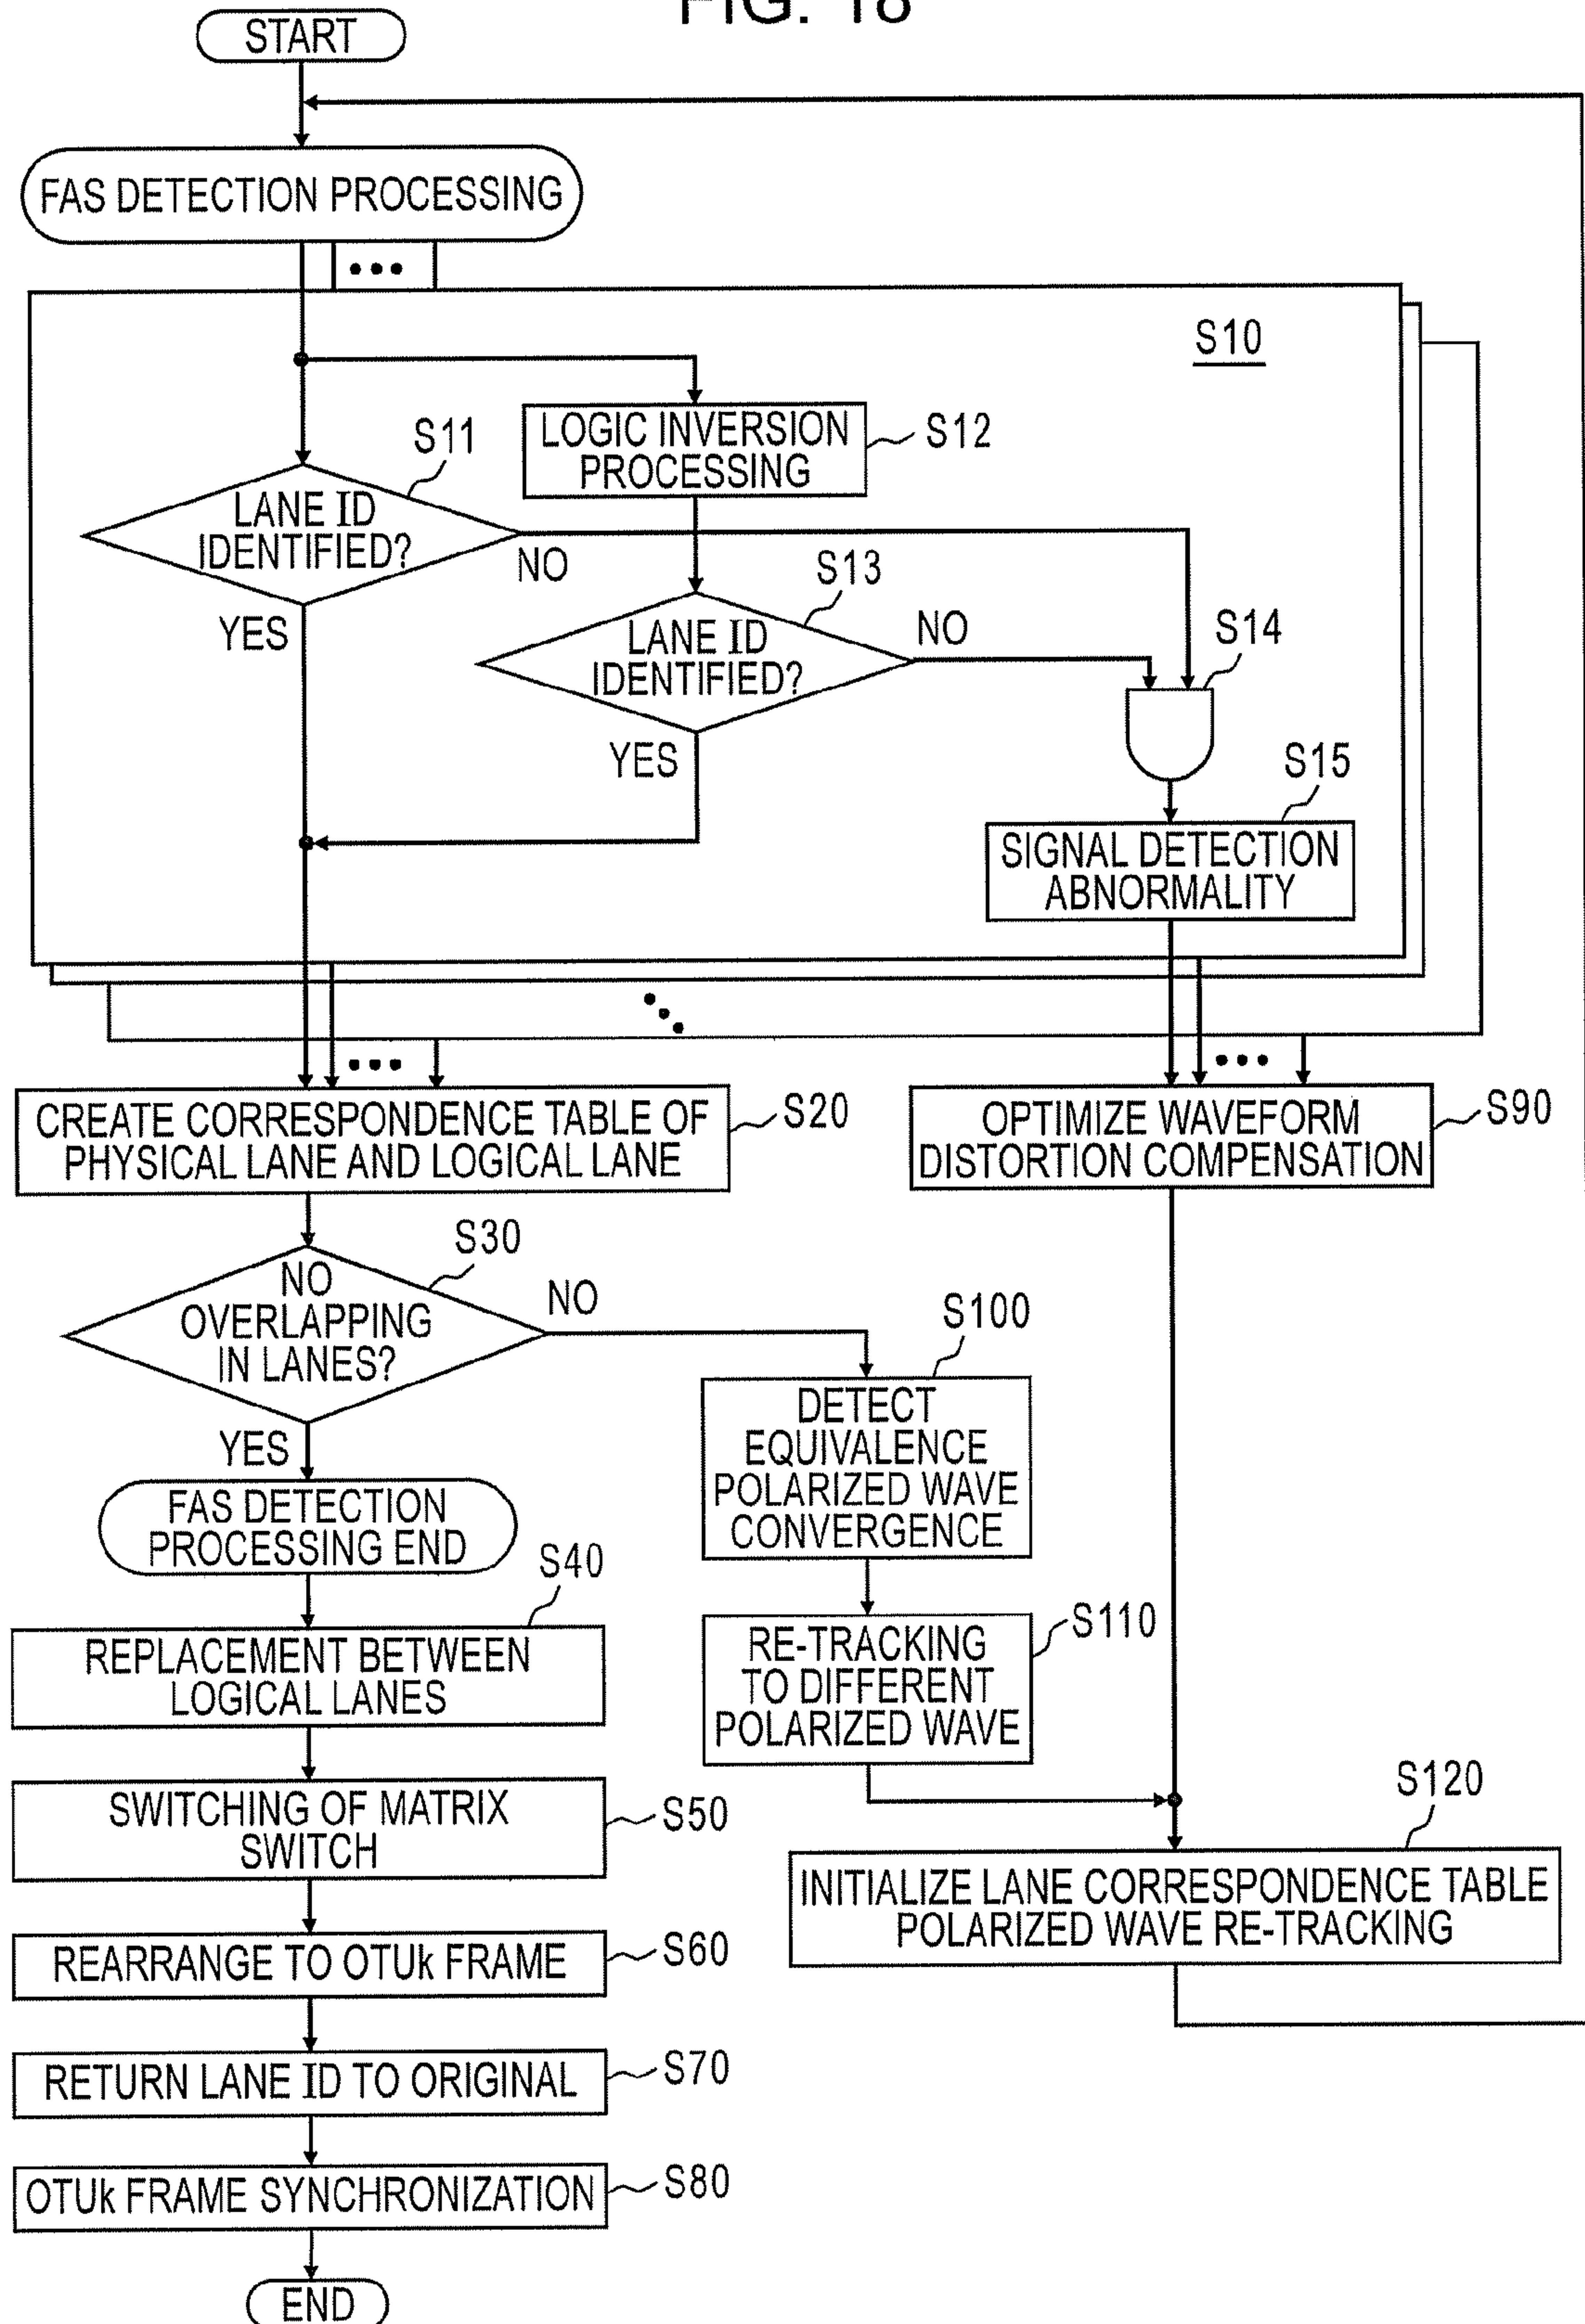 FIG. 18
START
FAS DETECTION PROCESSING
S10
S11
LOGIC INVERSION
PROCESSING
S12
LANE ID
IDENTIFIED?
NO
YES
S13
LANE ID
IDENTIFIED?
NO
YES
S14
S15
SIGNAL DETECTION
ABNORMALITY
CREATE CORRESPONDENCE TABLE OF
PHYSICAL LANE AND LOGICAL LANE
S20
OPTIMIZE WAVEFORM
DISTORTION COMPENSATION
S90
S30
NO
OVERLAPPING
IN LANES?
NO
YES
S100
DETECT
EQUIVALENCE
POLARIZED WAVE
CONVERGENCE
FAS DETECTION
PROCESSING END
S40
REPLACEMENT BETWEEN
LOGICAL LANES
RE-TRACKING
TO DIFFERENT
POLARIZED WAVE
S110
SWITCHING OF MATRIX
SWITCH
S50
S120
INITIALIZE LANE CORRESPONDENCE TABLE
POLARIZED WAVE RE-TRACKING
REARRANGE TO OTUk FRAME
S60
RETURN LANE ID TO ORIGINAL
S70
OTUk FRAME SYNCHRONIZATION
S80
END